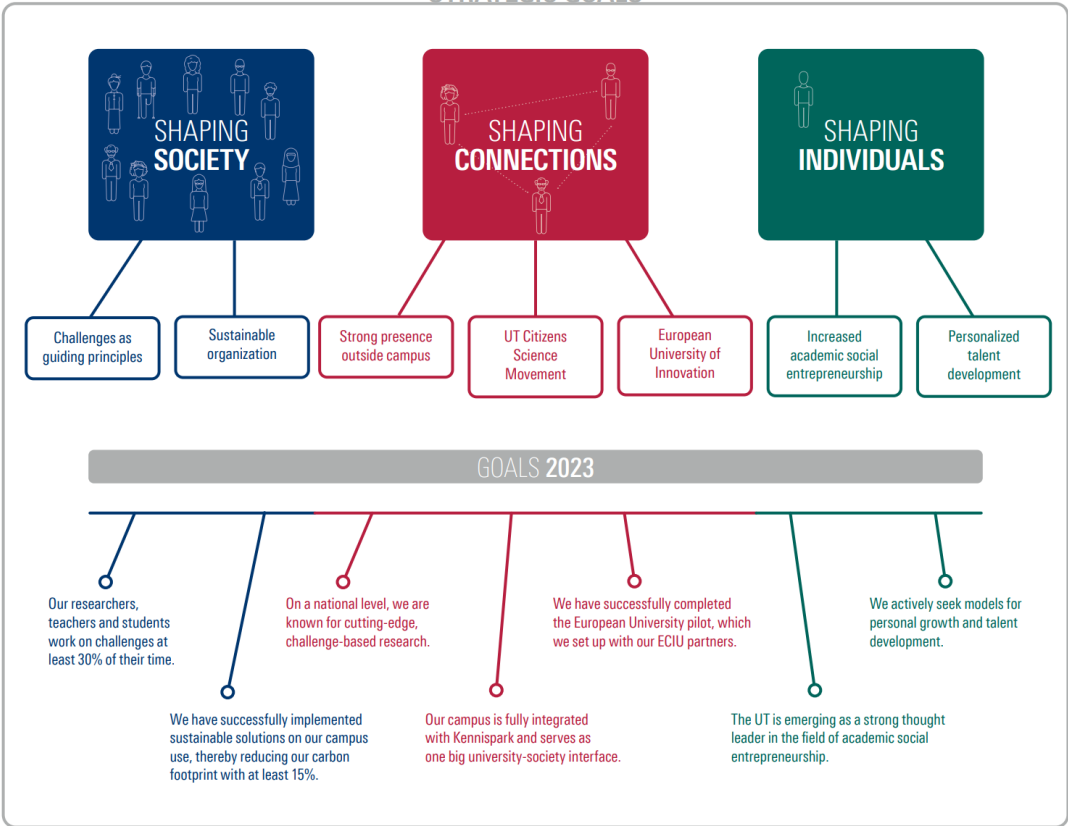 STRATEGIC GOALS
SHAPING
SOCIETY
SHAPING
CONNECTIONS
SHAPING
INDIVIDUALS
Challenges as
guiding principles
Sustainable
organization
Strong presence
outside campus
UT Citizens
Science
Movement
European
University of
Innovation
Increased
academic social
entrepreneurship
Personalized
talent
development
GOALS 2023
Our researchers,
teachers and students
work on challenges at
least 30% of their time.
On a national level, we are
known for cutting-edge,
challenge-based research.
We have successfully completed
the European University pilot, which
we set up with our ECIU partners.
We actively seek models for
personal growth and talent
development.
We have successfully implemented
sustainable solutions on our campus
use, thereby reducing our carbon
footprint with at least 15%.
Our campus is fully integrated
with Kennispark and serves as
one big university-society interface.
The UT is emerging as a strong thought
leader in the field of academic social
entrepreneurship.